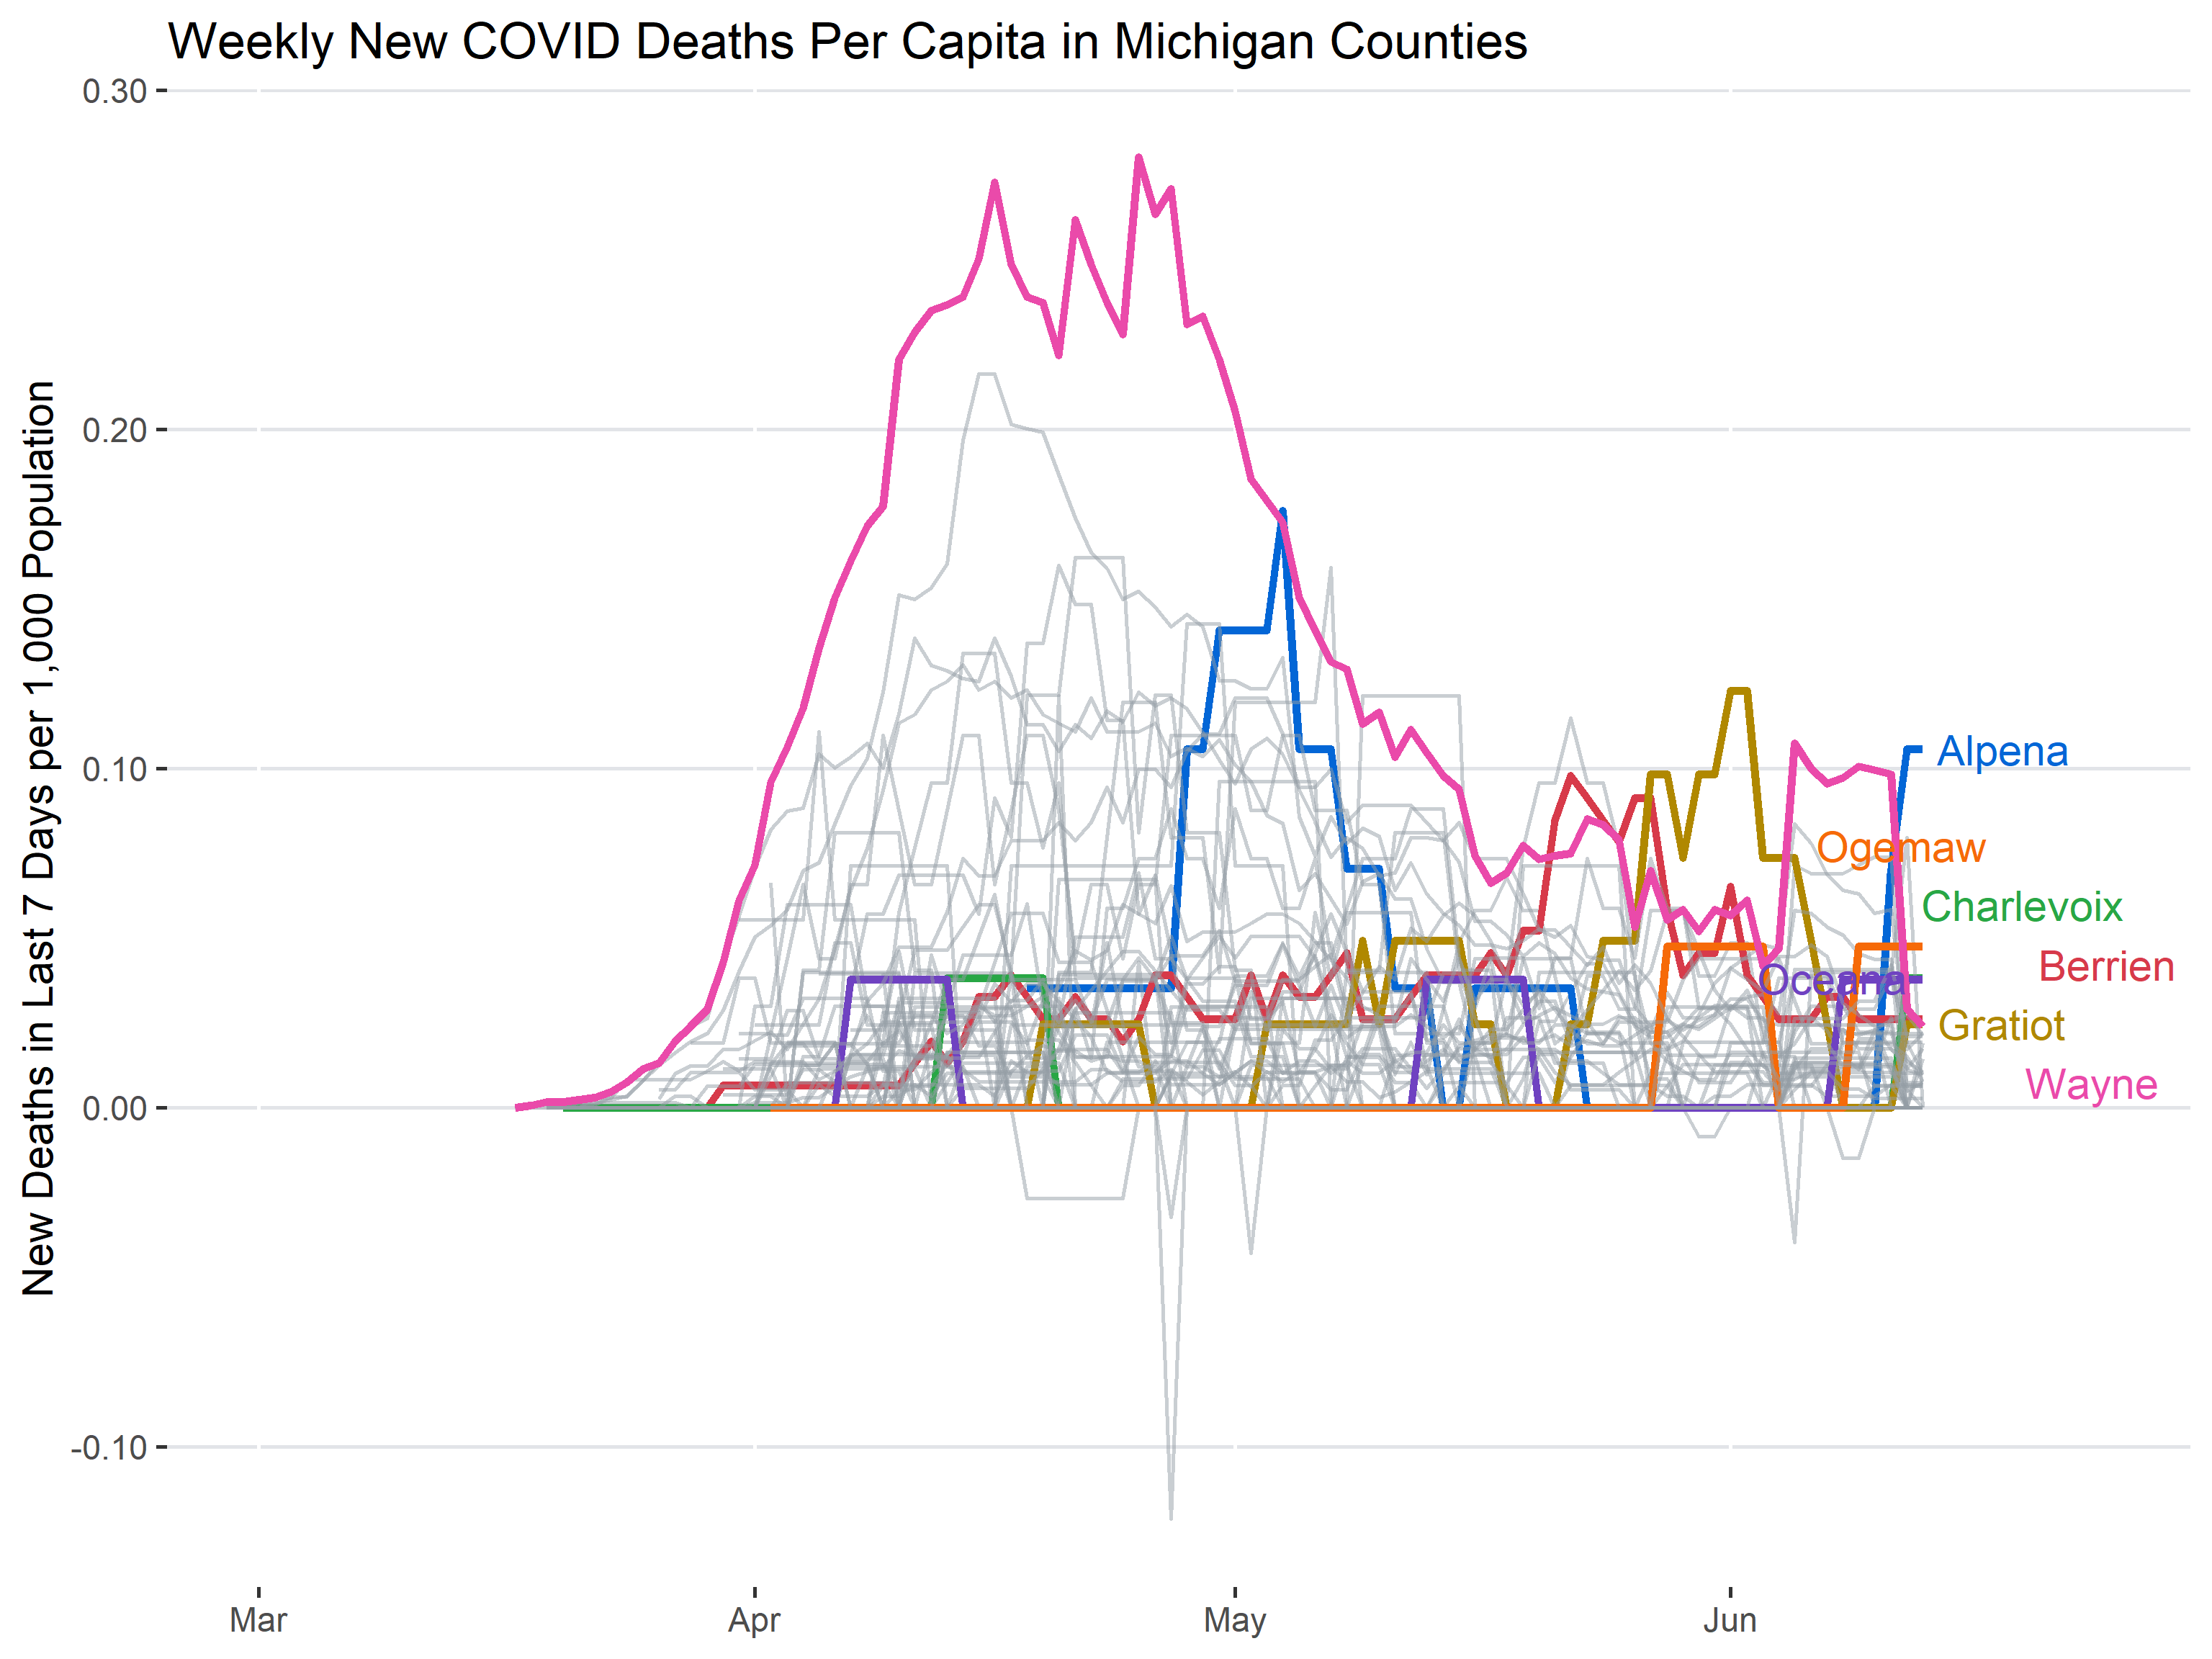 Weekly New COVID Deaths Per Capita in Michigan Counties
New Deaths in Last 7 Days per 1,000 Population
0.30
0.20
0.10
0.00
-0.10
Alpena
Ogemaw
Charlevoix
Berrien
Oceana
Gratiot
Wayne
Mar
Apr
May
Jun